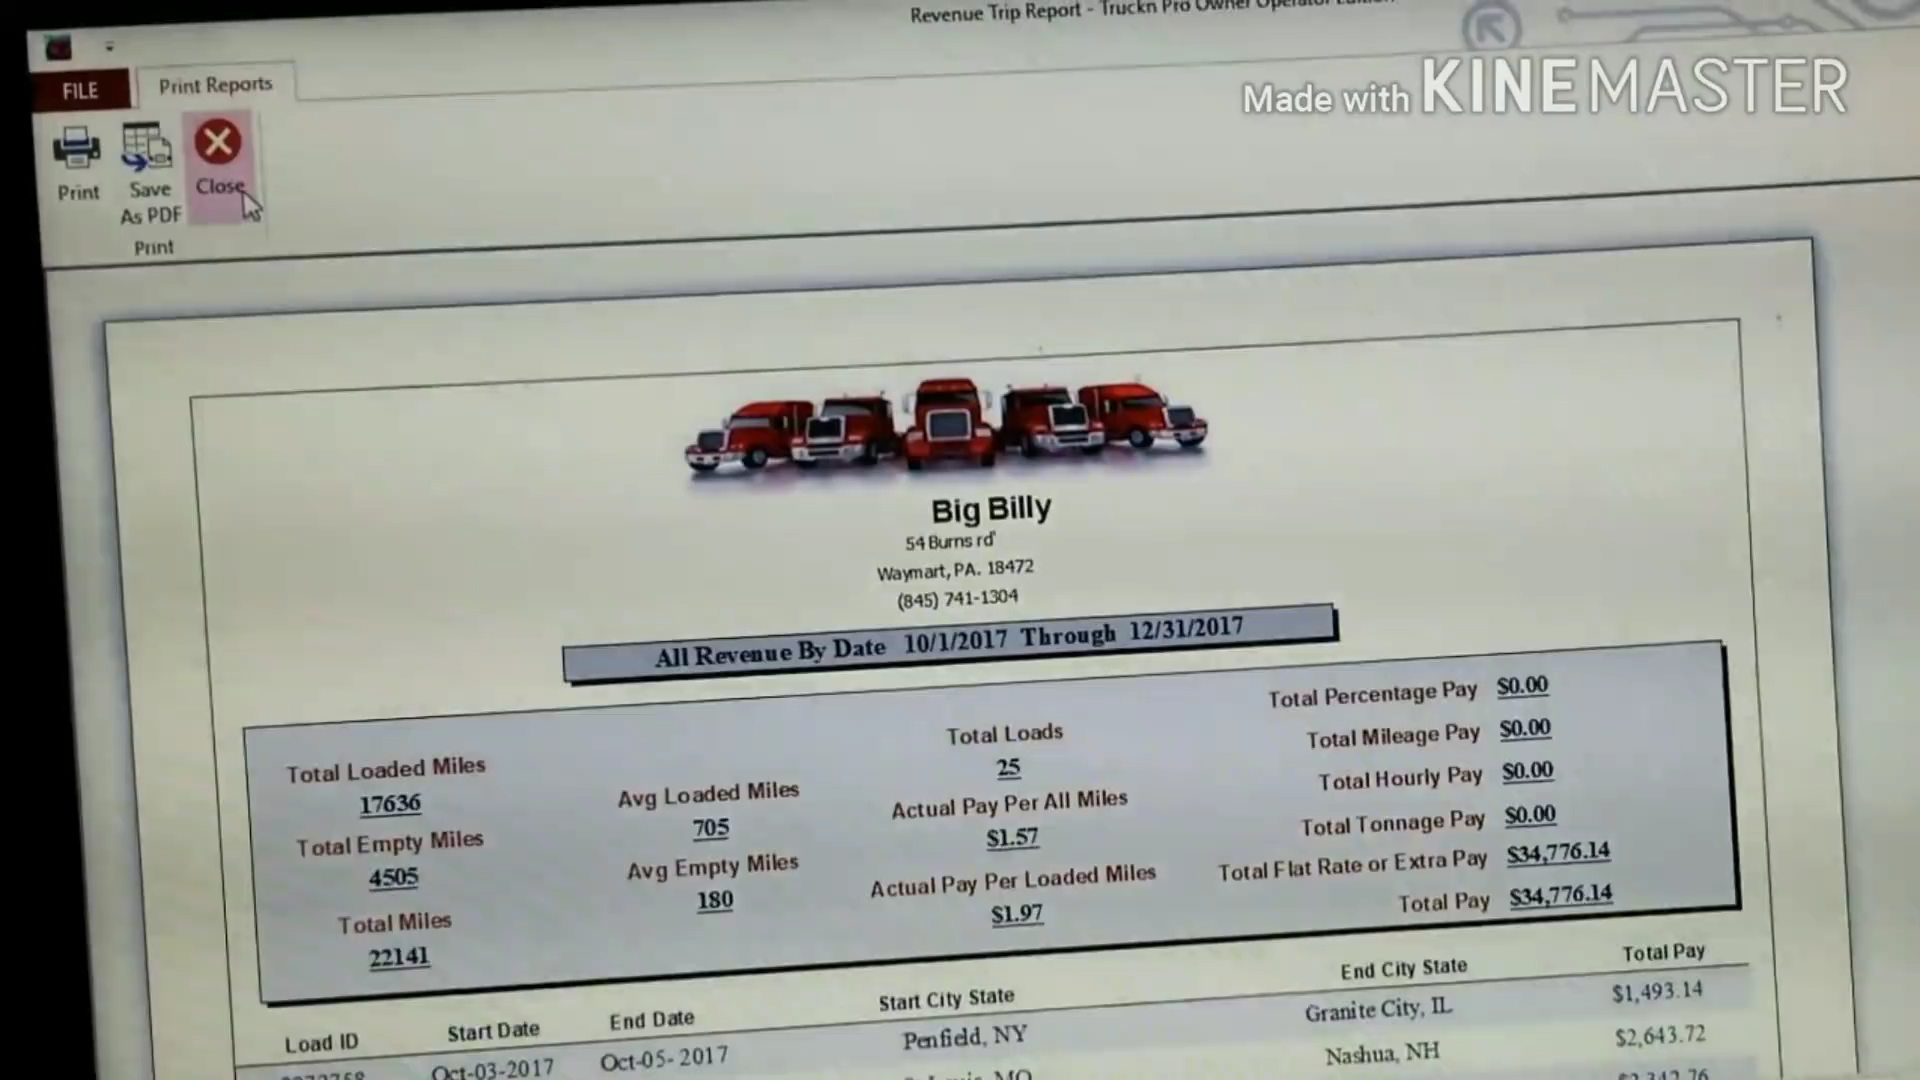 Revenue Trip Report - Truckn Pro Owner Operator Edition
Made with KINEMASTER
FILE
Print Reports
Print
Save As PDF
Close
Print
Big Billy
54 Burns rd
Waymart, PA. 18472
(845) 741-1304
All Revenue By Date 10/1/2017 Through 12/31/2017
Total Loaded Miles
17636
Total Empty Miles
4505
Total Miles
22141
Avg Loaded Miles
705
Avg Empty Miles
180
Total Loads
25
Actual Pay Per All Miles
$1.57
Actual Pay Per Loaded Miles
$1.97
Total Percentage Pay $0.00
Total Mileage Pay $0.00
Total Hourly Pay $0.00
Total Tonnage Pay $0.00
Total Flat Rate or Extra Pay $34,776.14
Total Pay $34,776.14
Load ID Start Date End Date Start City State End City State Total Pay
Oct-03-2017 Oct-05-2017 Penfield, NY Granite City, IL $1,493.14
MO Nashua, NH $2,643.72